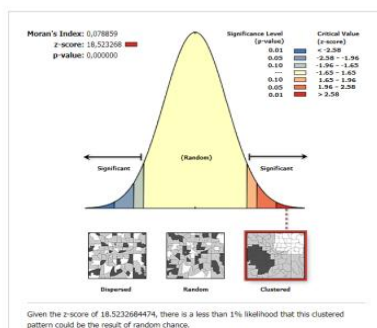 Moran's Index: 0,078859
z-score: 18,523268
p-value: 0,000000
Significance Level
(p-value)
Critical Value
(z-score)
0.01 < -2.58
0.05 -2.58 - -1.96
0.10 -1.96 - -1.65
--- -1.65 - 1.65
0.10 1.65 - 1.96
0.05 1.96 - 2.58
0.01 > 2.58
Significant
(Random)
Significant
Dispersed
Random
Clustered
Given the z-score of 18.5232684474, there is a less than 1% likelihood that this clustered
pattern could be the result of random chance.